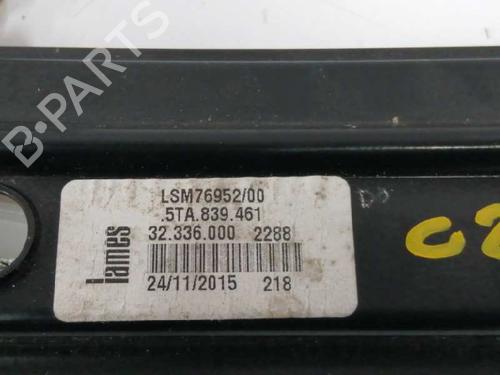 B-PARTS
LSM76952/00
.5TA.839.461
32.336.000 2288
lames
24/11/2015 218